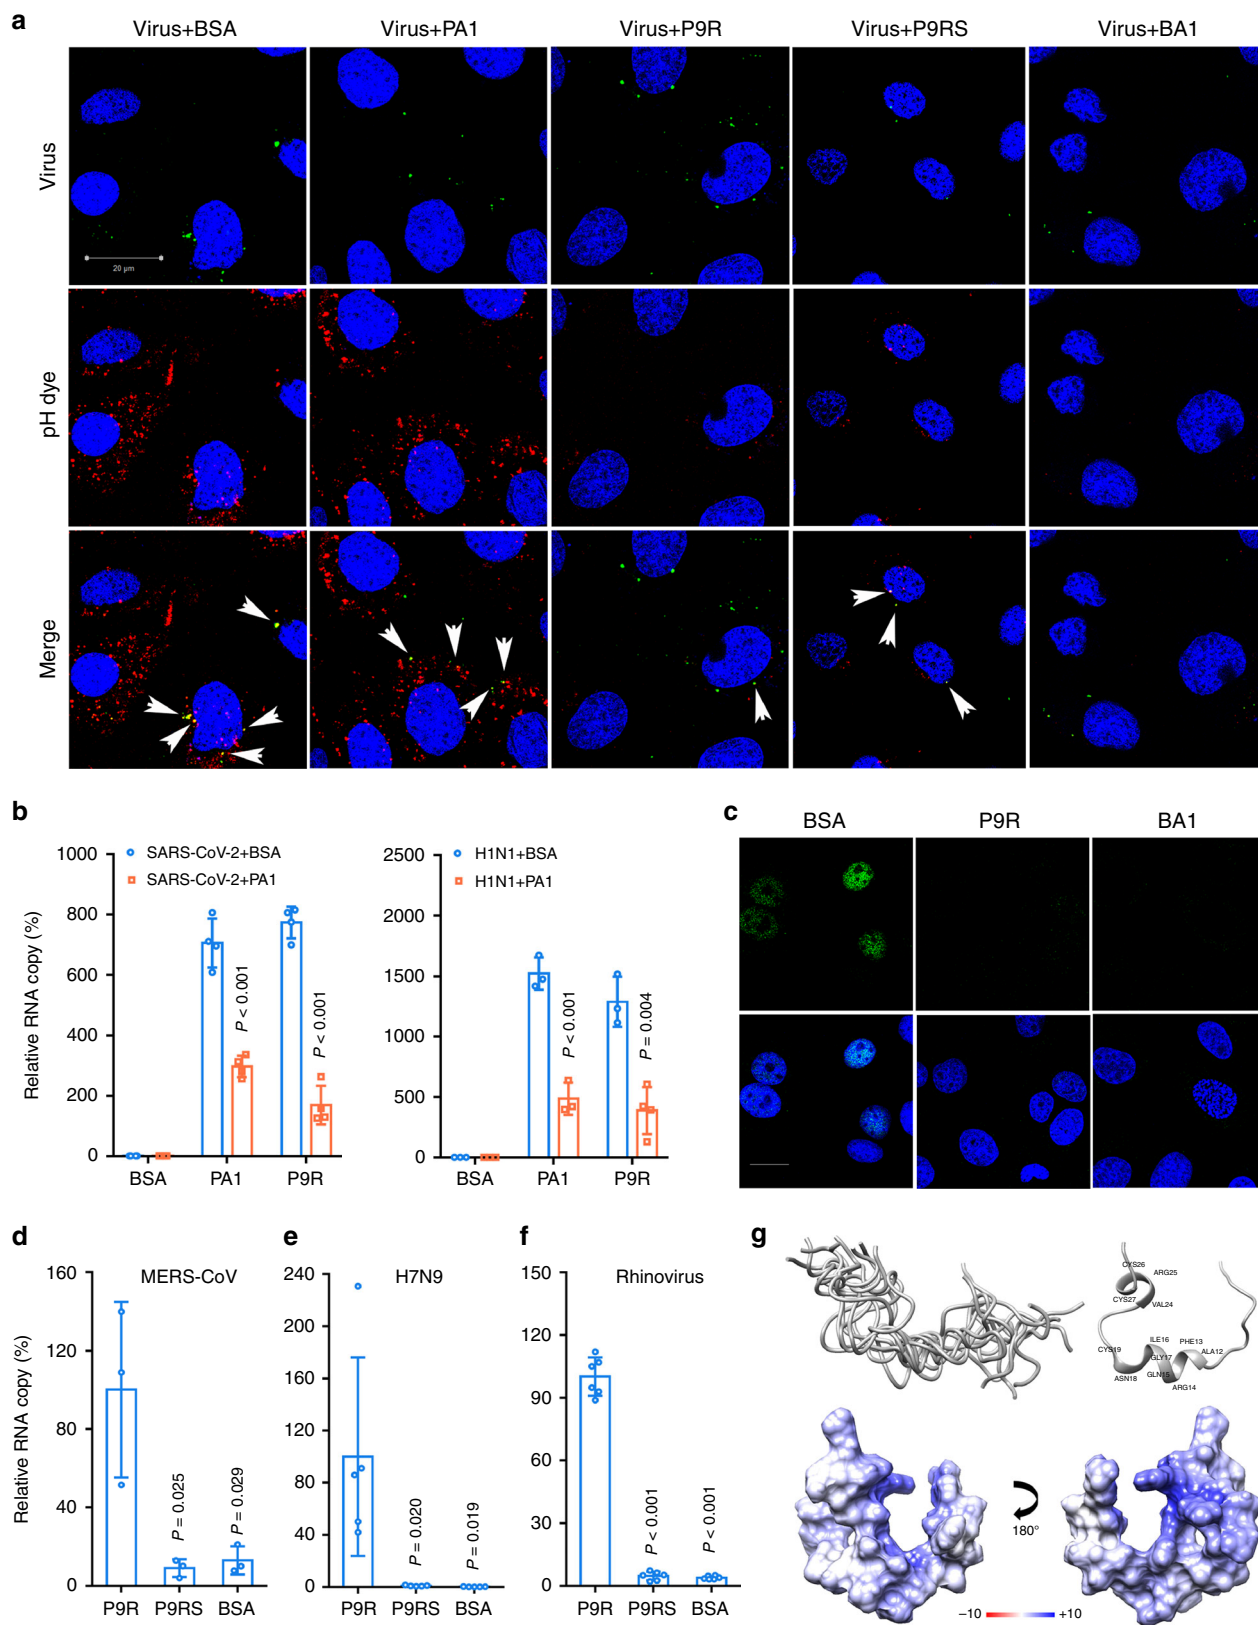 a
Virus+BSA
Virus+PA1
Virus+P9R
Virus+P9RS
Virus+BA1
Virus
20 µm
pH dye
Merge
b
Relative RNA copy (%)
1000
800
600
400
200
0
SARS-CoV-2+BSA
SARS-CoV-2+PA1
P < 0.001
P < 0.001
BSA
PA1
P9R
2500
2000
1500
1000
500
0
H1N1+BSA
H1N1+PA1
P < 0.001
P = 0.004
BSA
PA1
P9R
c
BSA
P9R
BA1
d
MERS-CoV
Relative RNA copy (%)
160
120
80
40
0
P = 0.025
P = 0.029
P9R
P9RS
BSA
e
H7N9
240
200
160
120
80
40
0
P = 0.020
P = 0.019
P9R
P9RS
BSA
f
Rhinovirus
150
120
90
60
30
0
P < 0.001
P < 0.001
P9R
P9RS
BSA
g
CYS26
ARG25
CYS27
VAL24
CYS19
ILE16
PHE13
GLY17
ALA12
ASN18
GLN15
ARG14
180°
−10
+10